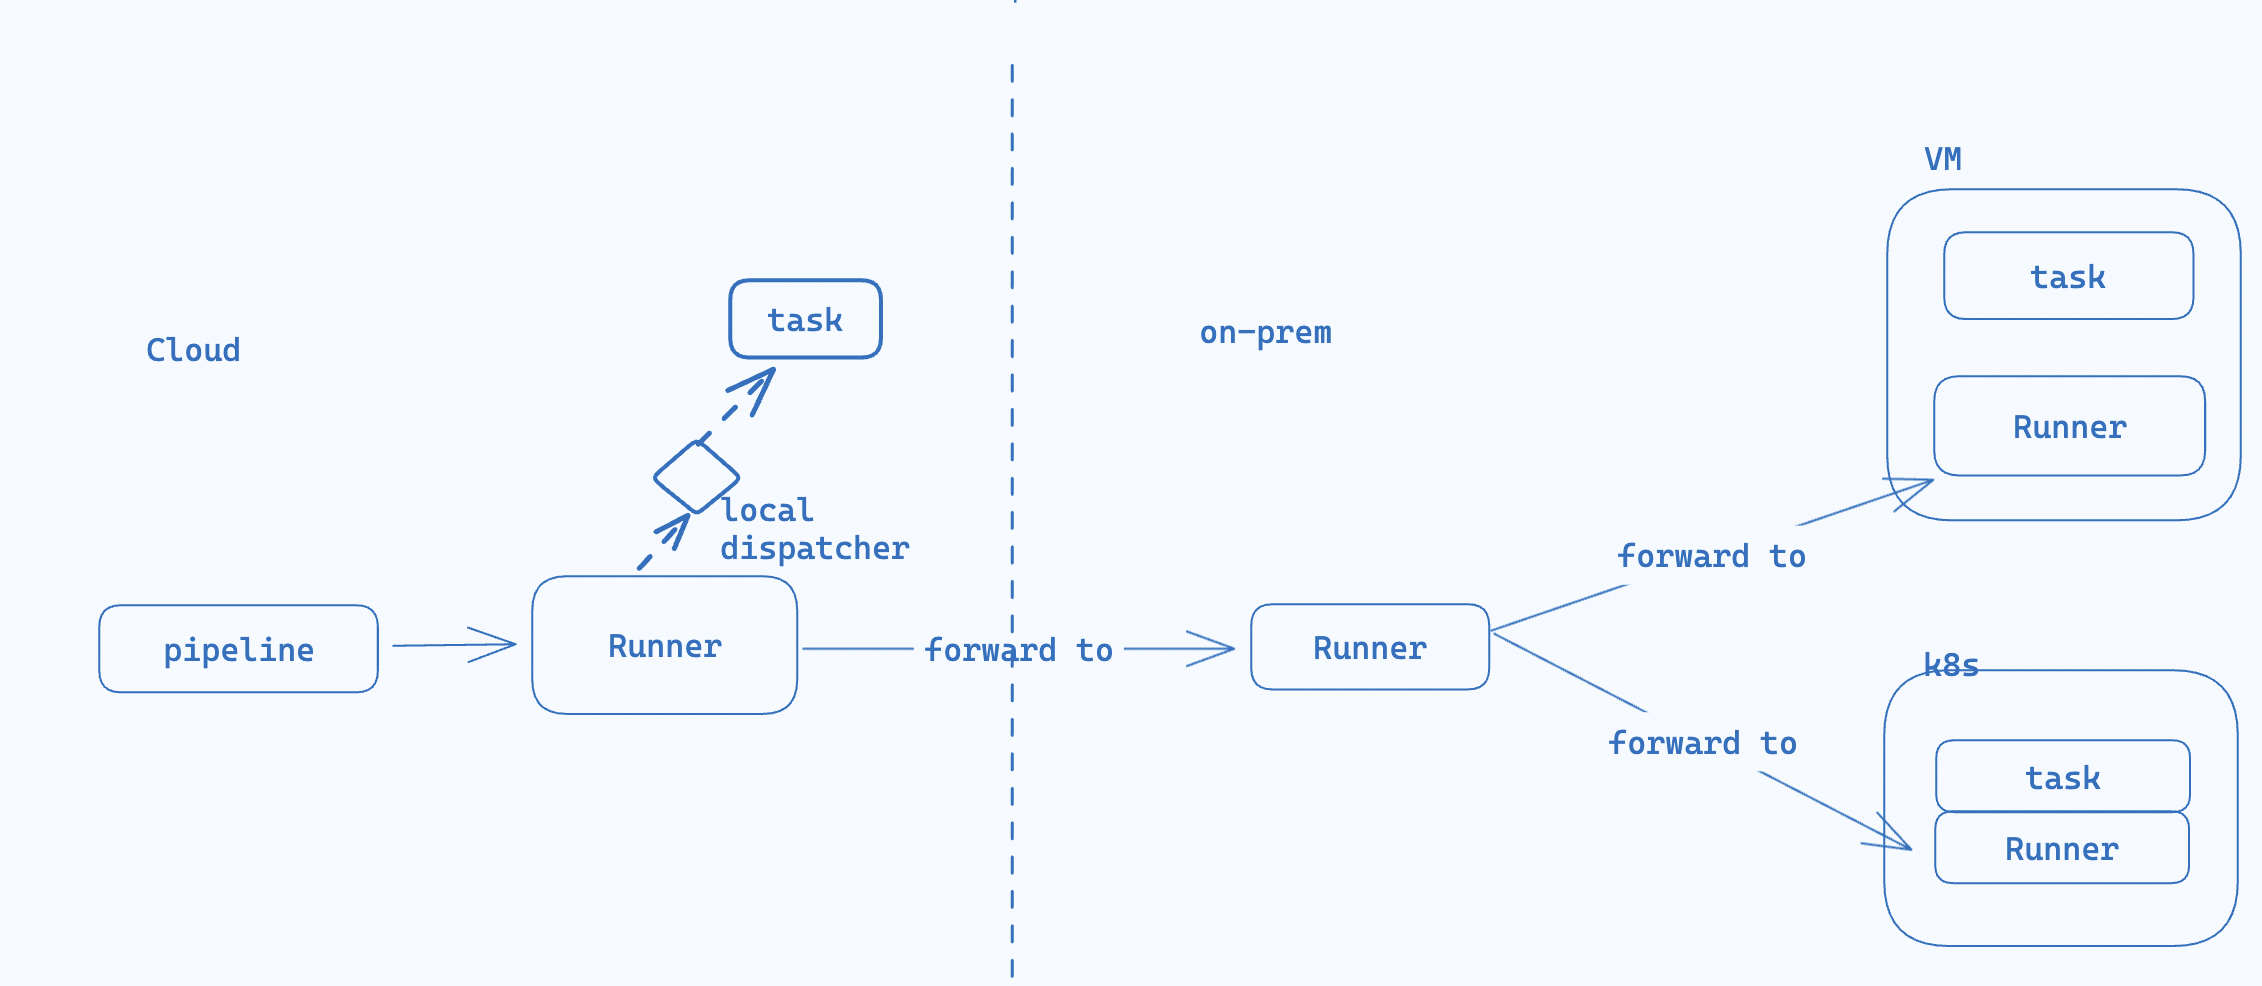 VM
task
task
Cloud
on-prem
Runner
local
dispatcher
forward to
pipeline
Runner
forward to
Runner
k8s
forward to
task
Runner